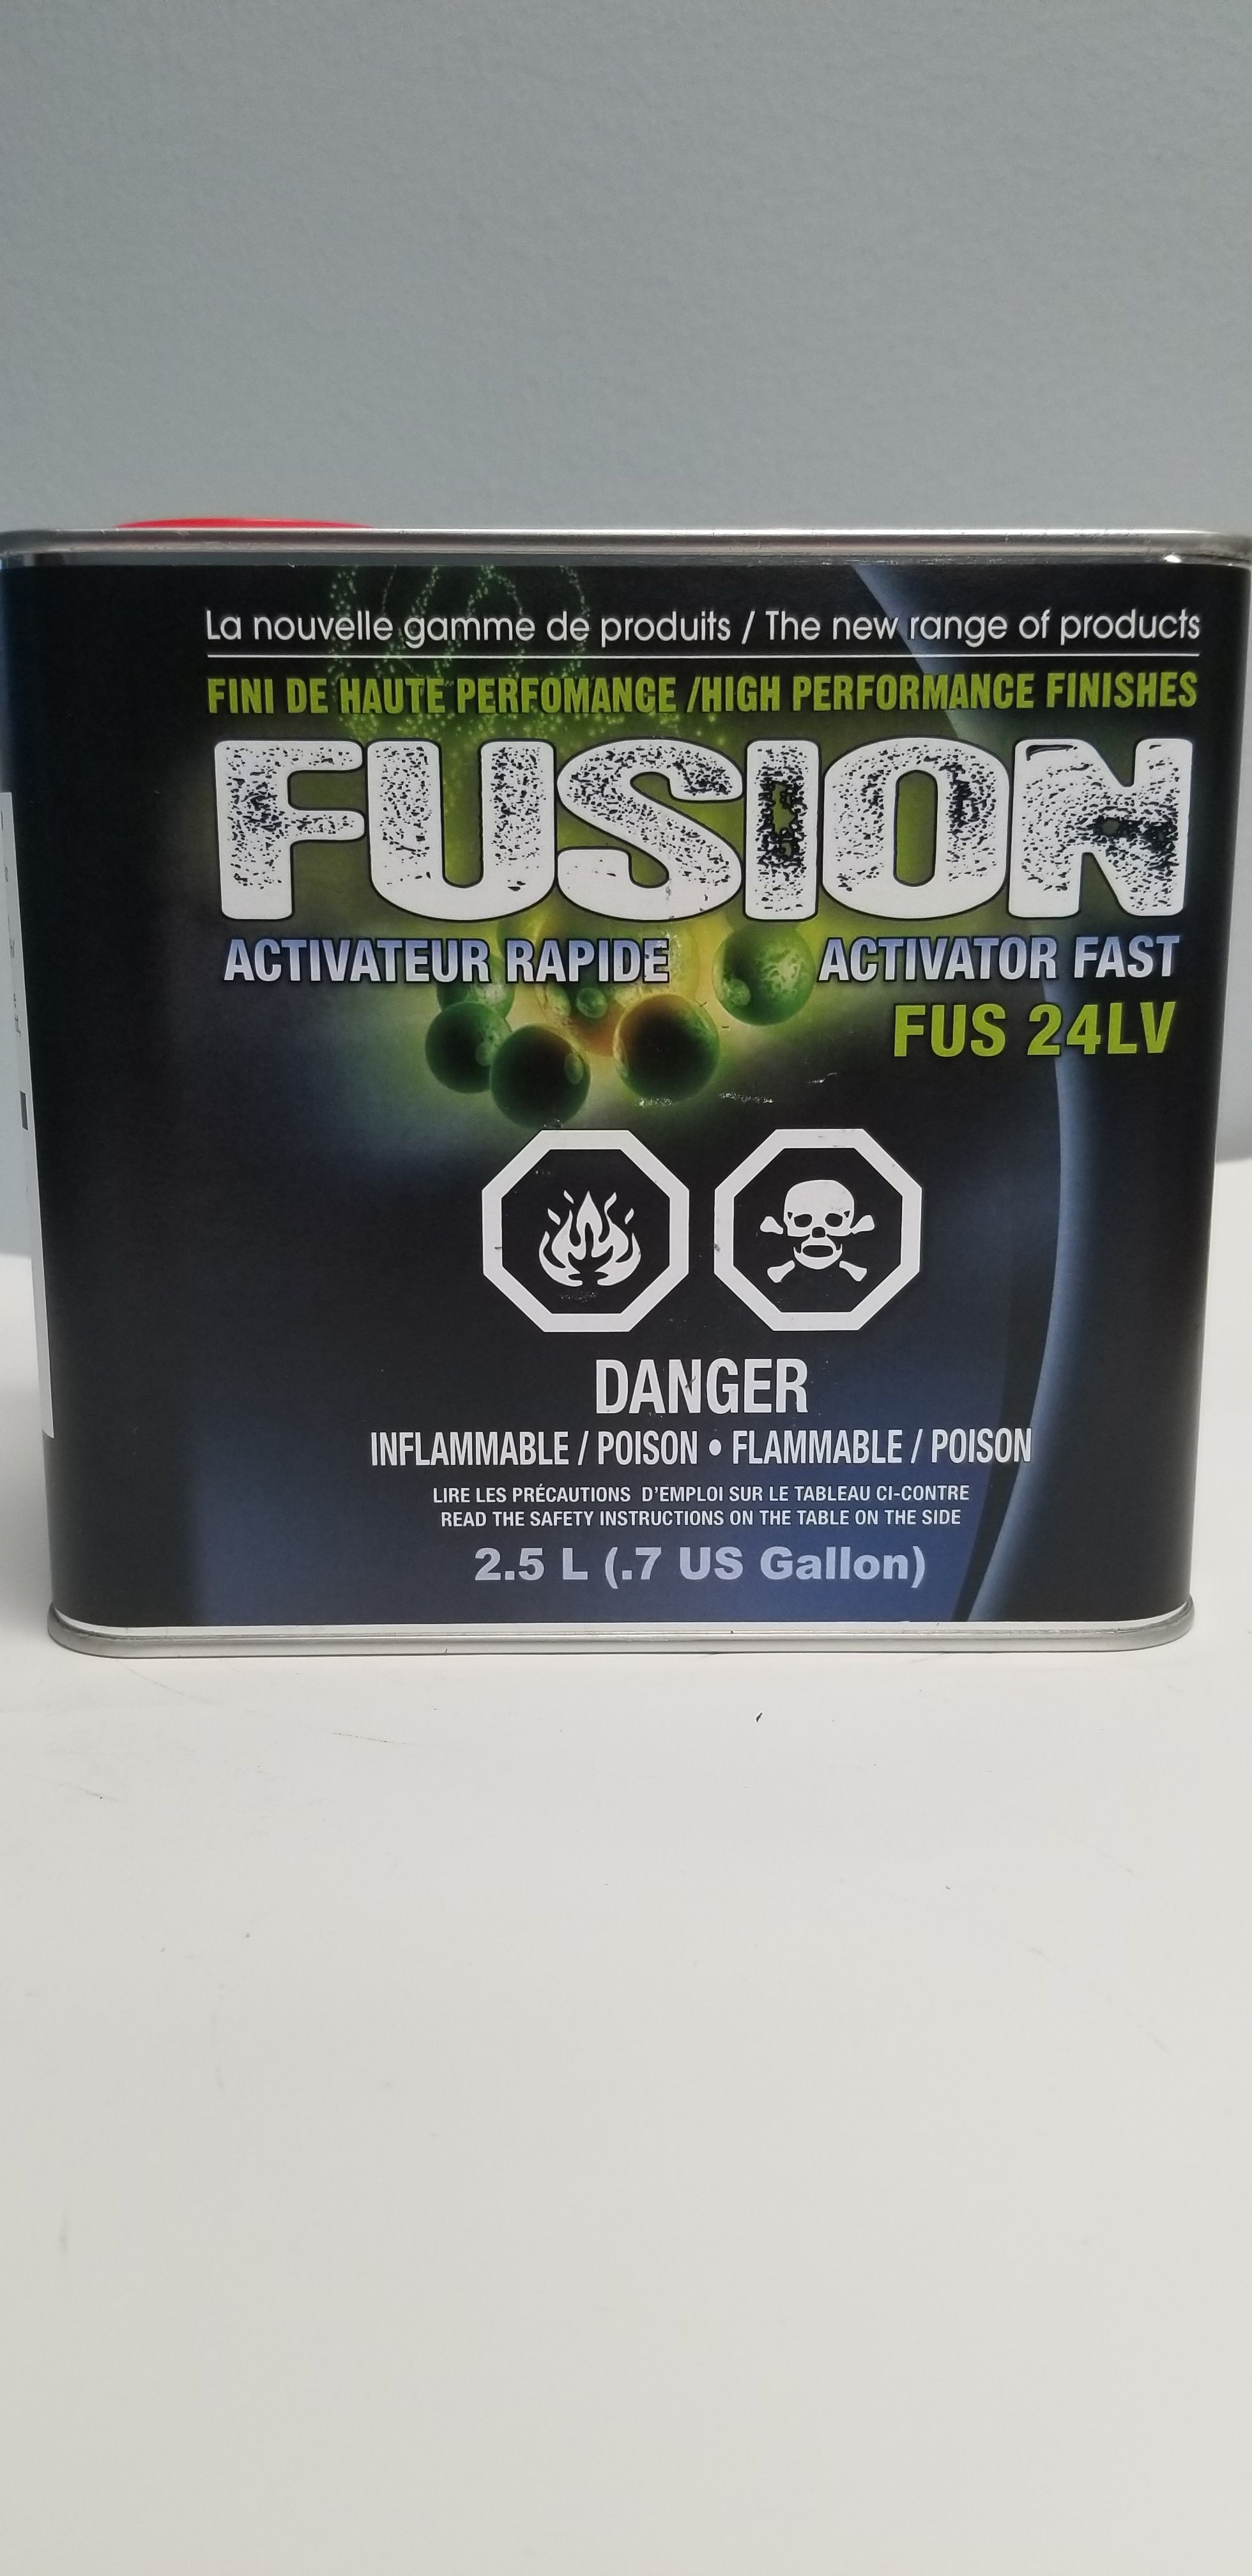 La nouvelle gamme de produits / The new range of products
FINI DE HAUTE PERFOMANCE /HIGH PERFORMANCE FINISHES
FUSION
ACTIVATEUR RAPIDE ACTIVATOR FAST
FUS 24LV
DANGER
INFLAMMABLE / POISON • FLAMMABLE / POISON
LIRE LES PRÉCAUTIONS D'EMPLOI SUR LE TABLEAU CI-CONTRE
READ THE SAFETY INSTRUCTIONS ON THE TABLE ON THE SIDE
2.5 L (.7 US Gallon)